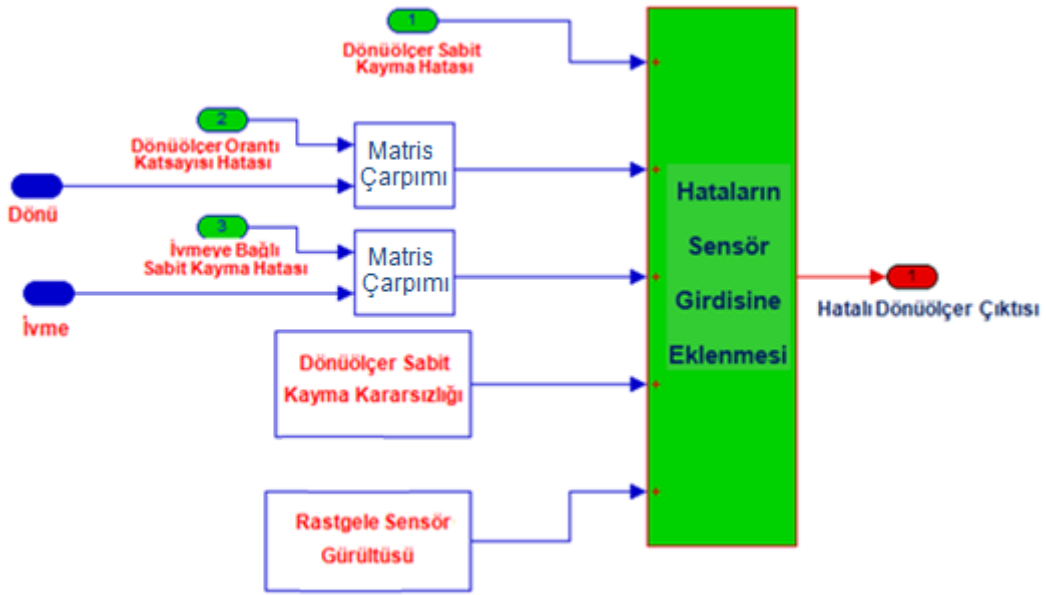 1
Dönüölçer Sabit
Kayma Hatası
2
Dönüölçer Orantı
Katsayısı Hatası
Matris
Çarpımı
Dönü
3
İvmeye Bağlı
Sabit Kayma Hatası
Matris
Çarpımı
İvme
Dönüölçer Sabit
Kayma Kararsızlığı
Rastgele Sensör
Gürültüsü
+
+
+
+
+
Hataların
Sensör
Girdisine
Eklenmesi
1
Hatalı Dönüölçer Çıktısı